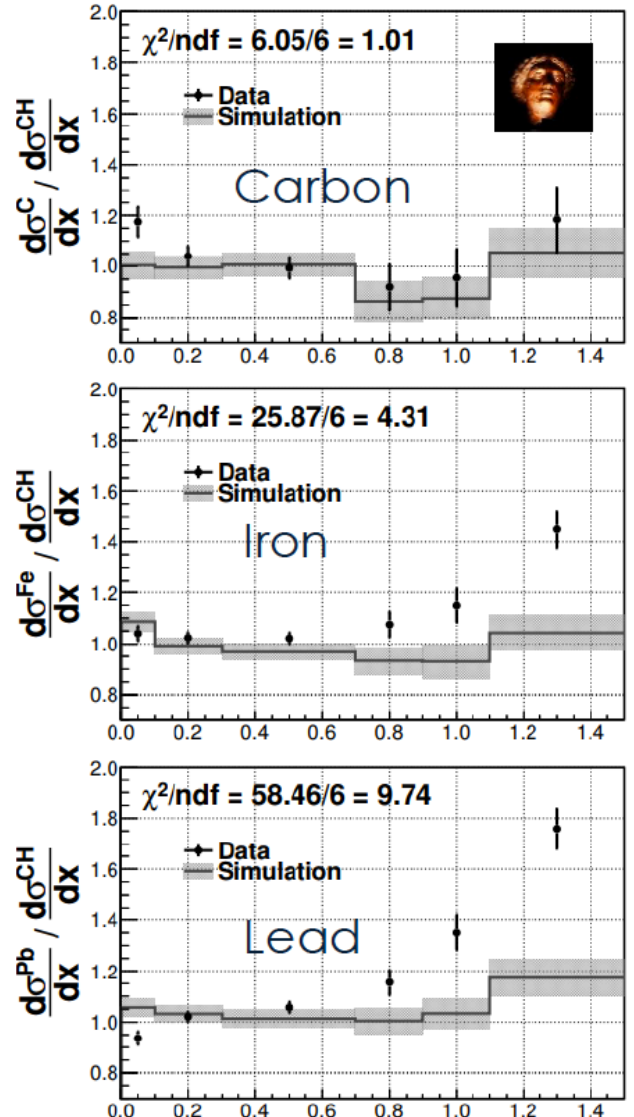 2.0
χ²/ndf = 6.05/6 = 1.01
1.8
Data
Simulation
1.6
1.4
Carbon
1.2
1.0
0.8
dσ^C/dx / dσ^CH/dx
0.0 0.2 0.4 0.6 0.8 1.0 1.2 1.4
2.0
χ²/ndf = 25.87/6 = 4.31
1.8
Data
Simulation
1.6
Iron
1.4
1.2
1.0
0.8
dσ^Fe/dx / dσ^CH/dx
0.0 0.2 0.4 0.6 0.8 1.0 1.2 1.4
2.0
χ²/ndf = 58.46/6 = 9.74
1.8
Data
Simulation
1.6
1.4
Lead
1.2
1.0
0.8
dσ^Pb/dx / dσ^CH/dx
0.0 0.2 0.4 0.6 0.8 1.0 1.2 1.4